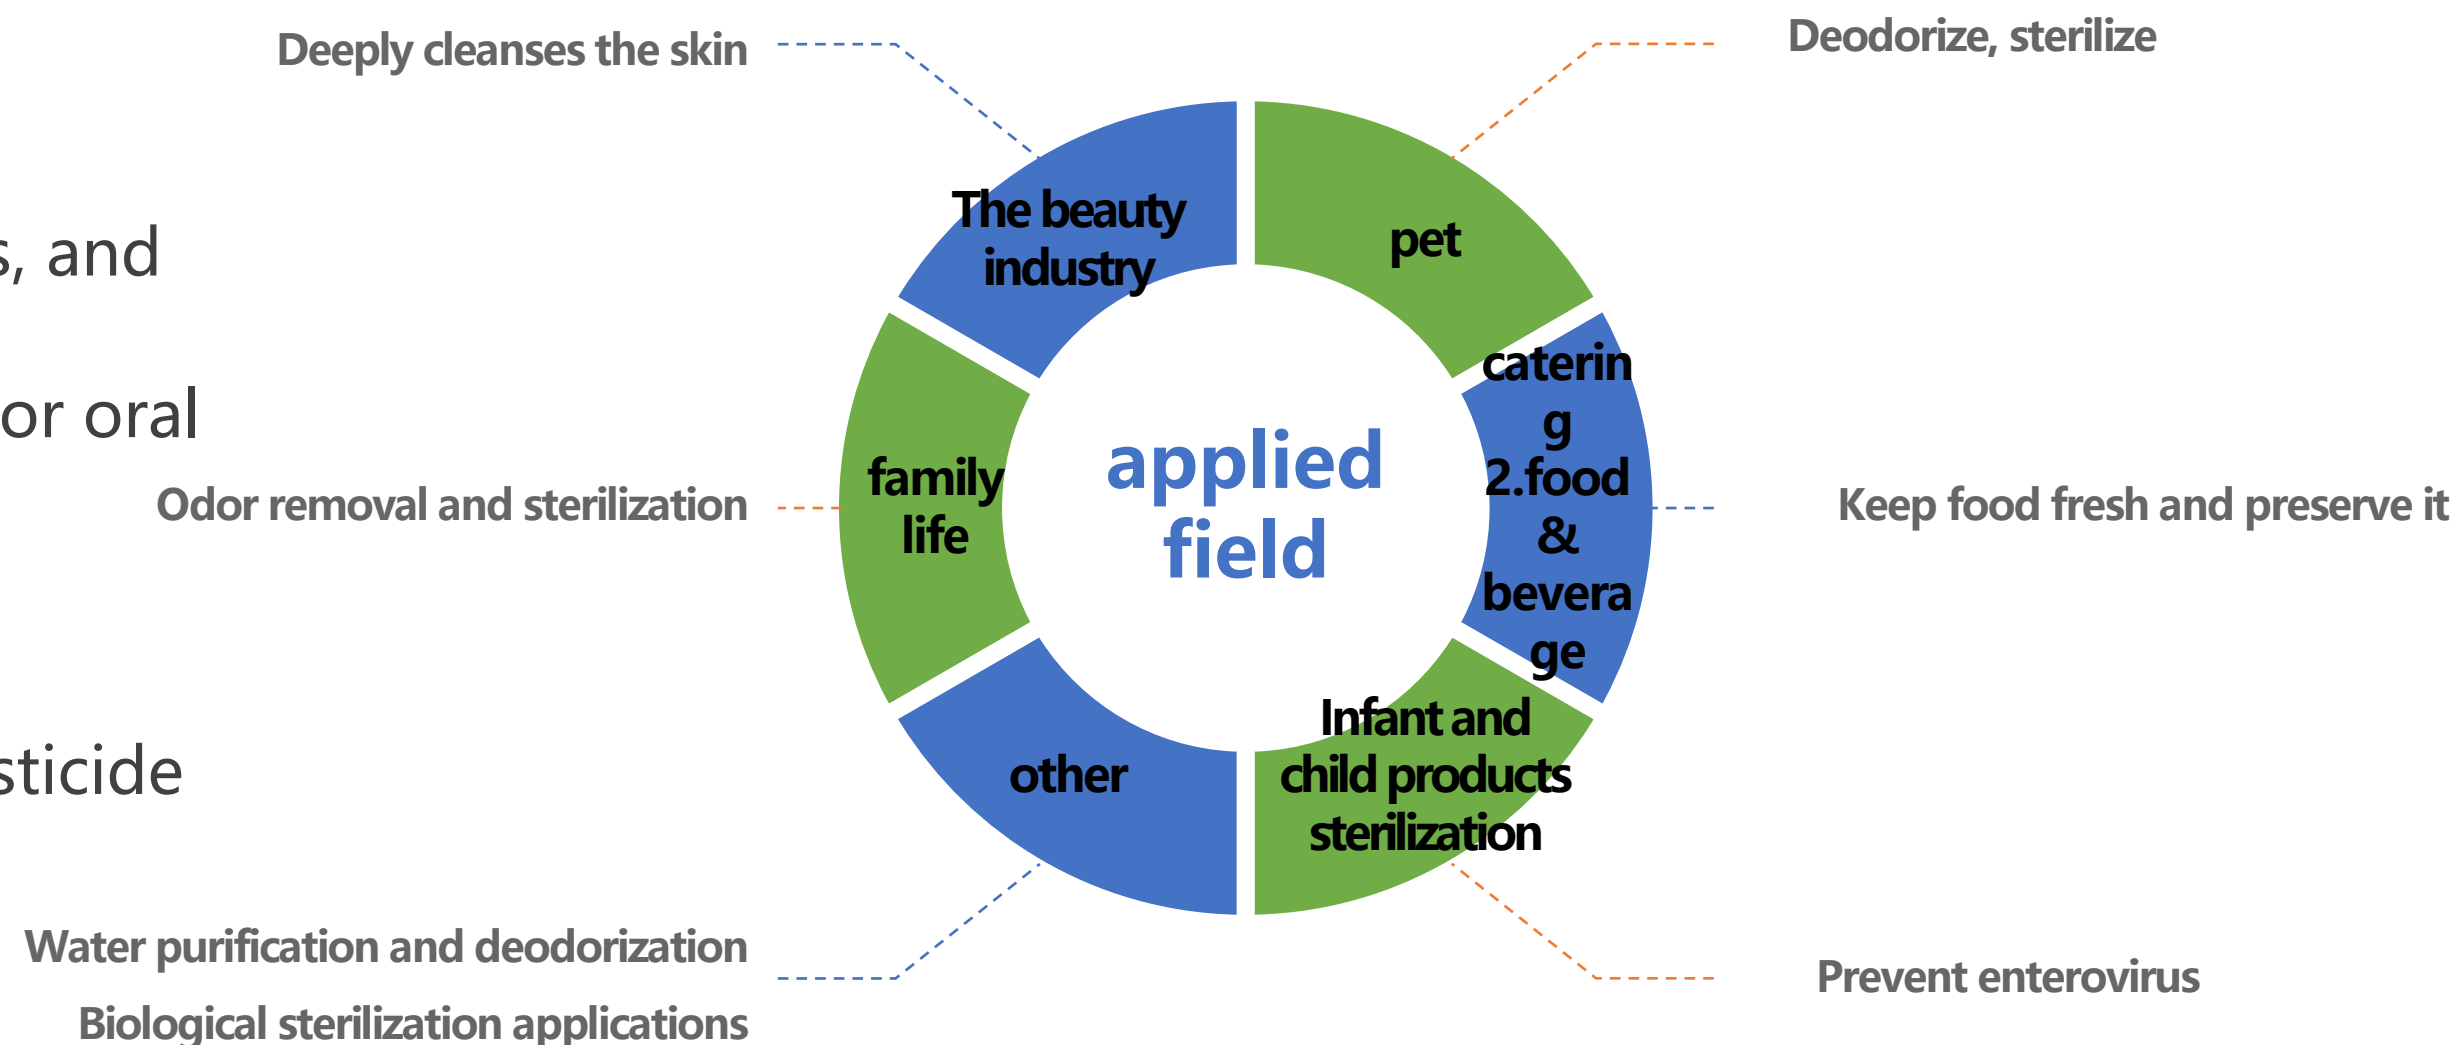 Deeply cleanses the skin
Deodorize, sterilize
The beauty
industry
pet
s, and
caterin
g
2.food
&
bevera
ge
or oral
applied
field
family
life
Odor removal and sterilization
Keep food fresh and preserve it
Infant and
child products
sterilization
other
sticide
Water purification and deodorization
Biological sterilization applications
Prevent enterovirus